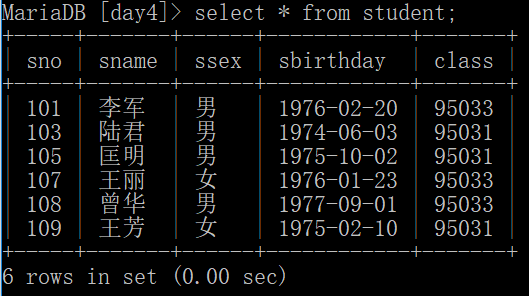 MariaDB [day4]> select * from student;
+-----+-------+------+------------+-------+
| sno | sname | ssex | sbirthday | class |
+-----+-------+------+------------+-------+
| 101 | 李军 | 男 | 1976-02-20 | 95033 |
| 103 | 陆君 | 男 | 1974-06-03 | 95031 |
| 105 | 匡明 | 男 | 1975-10-02 | 95031 |
| 107 | 王丽 | 女 | 1976-01-23 | 95033 |
| 108 | 曾华 | 男 | 1977-09-01 | 95033 |
| 109 | 王芳 | 女 | 1975-02-10 | 95031 |
+-----+-------+------+------------+-------+
6 rows in set (0.00 sec)